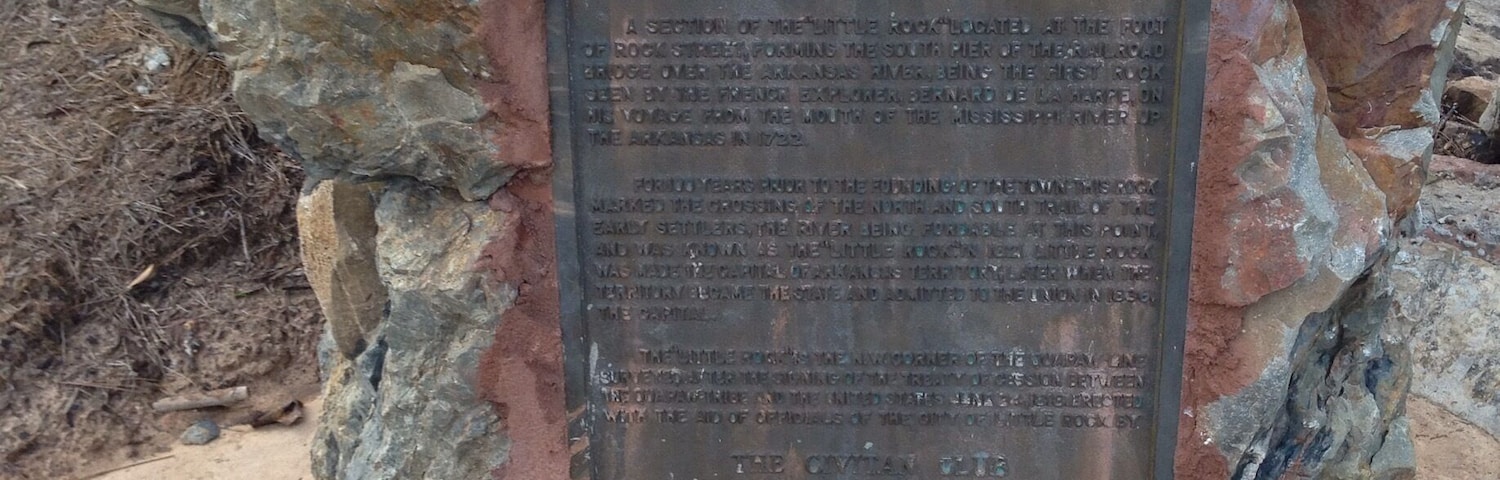 A SECTION OF THE "LITTLE ROCK" LOCATED AT THE FOOT
OF ROCK STREET, FORMING THE SOUTH PIER OF THE RAILROAD
BRIDGE OVER THE ARKANSAS RIVER, BEING THE FIRST ROCK
SEEN BY THE FRENCH EXPLORER, BERNARD DE LA HARPE, ON
HIS VOYAGE FROM THE MOUTH OF THE MISSISSIPPI RIVER UP
THE ARKANSAS IN 1722.
FOR 100 YEARS PRIOR TO THE FOUNDING OF THE TOWN THIS ROCK
MARKED THE CROSSING OF THE NORTH AND SOUTH TRAIL OF THE
EARLY SETTLERS, THE RIVER BEING FORDABLE AT THIS POINT,
AND WAS KNOWN AS THE "LITTLE ROCK" IN 1821 LITTLE ROCK
WAS MADE THE CAPITAL OF ARKANSAS TERRITORY, LATER WHEN THE
TERRITORY BECAME THE STATE AND ADMITTED TO THE UNION IN 1836,
THE CAPITAL.
THE "LITTLE ROCK" IS THE N.W. CORNER OF THE QUAPAW LINE
SURVEYED AFTER THE SIGNING OF THE TREATY OF CESSION BETWEEN
THE QUAPAW TRIBE AND THE UNITED STATES ERECTED
WITH THE AID OF OFFICIALS OF THE CITY OF LITTLE ROCK, BY
THE CIVITAN CLUB